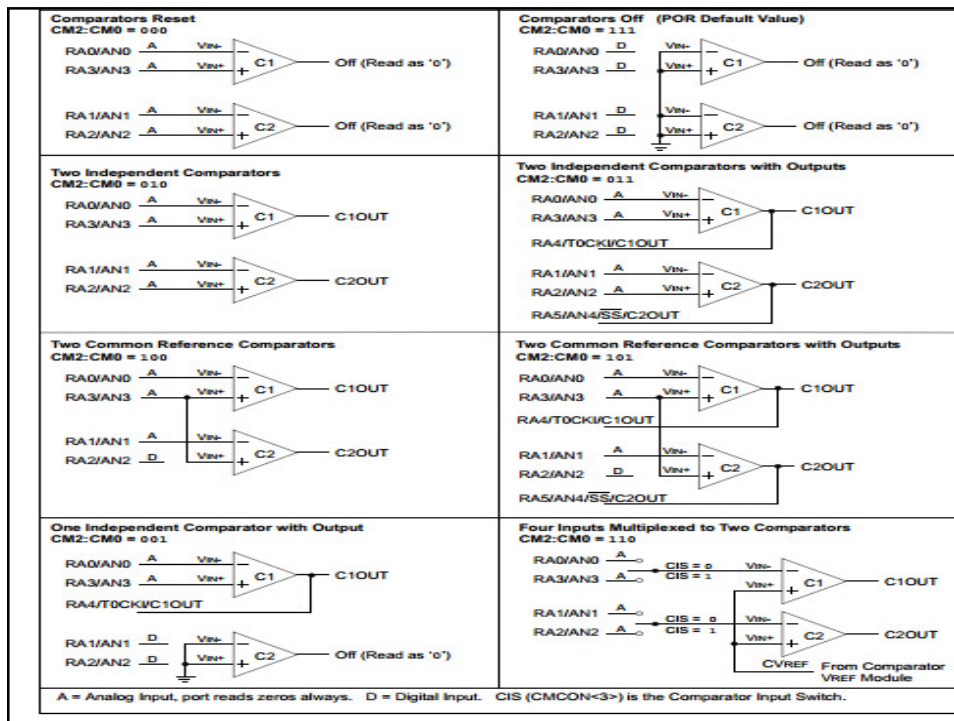 Comparators Reset
CM2:CM0 = 000
RA0/AN0 A VIN-
RA3/AN3 A VIN+
C1
Off (Read as ‘0’)
RA1/AN1 A VIN-
RA2/AN2 A VIN+
C2
Off (Read as ‘0’)
Comparators Off (POR Default Value)
CM2:CM0 = 111
RA0/AN0 D VIN-
RA3/AN3 D VIN+
C1
Off (Read as ‘0’)
RA1/AN1 D VIN-
RA2/AN2 D VIN+
C2
Off (Read as ‘0’)
Two Independent Comparators
CM2:CM0 = 010
RA0/AN0 A VIN-
RA3/AN3 A VIN+
C1
C1OUT
RA1/AN1 A VIN-
RA2/AN2 A VIN+
C2
C2OUT
Two Independent Comparators with Outputs
CM2:CM0 = 011
RA0/AN0 A VIN-
RA3/AN3 A VIN+
C1
C1OUT
RA4/T0CKI/C1OUT
RA1/AN1 A VIN-
RA2/AN2 A VIN+
C2
C2OUT
RA5/AN4/SS/C2OUT
Two Common Reference Comparators
CM2:CM0 = 100
RA0/AN0 A VIN-
RA3/AN3 A VIN+
C1
C1OUT
RA1/AN1 A VIN-
RA2/AN2 D VIN+
C2
C2OUT
Two Common Reference Comparators with Outputs
CM2:CM0 = 101
RA0/AN0 A VIN-
RA3/AN3 A VIN+
C1
C1OUT
RA4/T0CKI/C1OUT
RA1/AN1 A VIN-
RA2/AN2 D VIN+
C2
C2OUT
RA5/AN4/SS/C2OUT
One Independent Comparator with Output
CM2:CM0 = 001
RA0/AN0 A VIN-
RA3/AN3 A VIN+
C1
C1OUT
RA4/T0CKI/C1OUT
RA1/AN1 D VIN-
RA2/AN2 D VIN+
C2
Off (Read as ‘0’)
Four Inputs Multiplexed to Two Comparators
CM2:CM0 = 110
RA0/AN0 A CIS = 0 VIN-
RA3/AN3 A CIS = 1 VIN+
C1
C1OUT
RA1/AN1 A CIS = 0 VIN-
RA2/AN2 A CIS = 1 VIN+
C2
C2OUT
CVREF From Comparator
VREF Module
A = Analog Input, port reads zeros always. D = Digital Input. CIS (CMCON<3>) is the Comparator Input Switch.